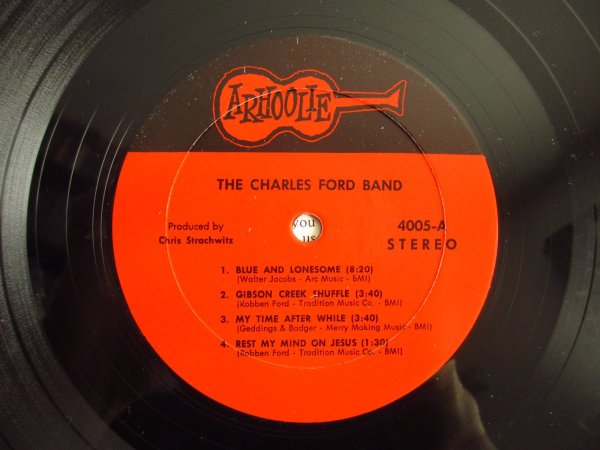 ARHOOLIE
THE CHARLES FORD BAND
Produced by
Chris Strachwitz
you
us
4005-A
STEREO
1. BLUE AND LONESOME (8:20)
(Walter Jacobs - Arc Music - BMI)
2. GIBSON CREEK SHUFFLE (3:40)
(Robben Ford - Tradition Music Co. - BMI)
3. MY TIME AFTER WHILE (3:40)
(Geddings & Badger - Merry Making Music - BMI)
4. REST MY MIND ON JESUS (1:30)
(Robben Ford - Tradition Music Co. - BMI)